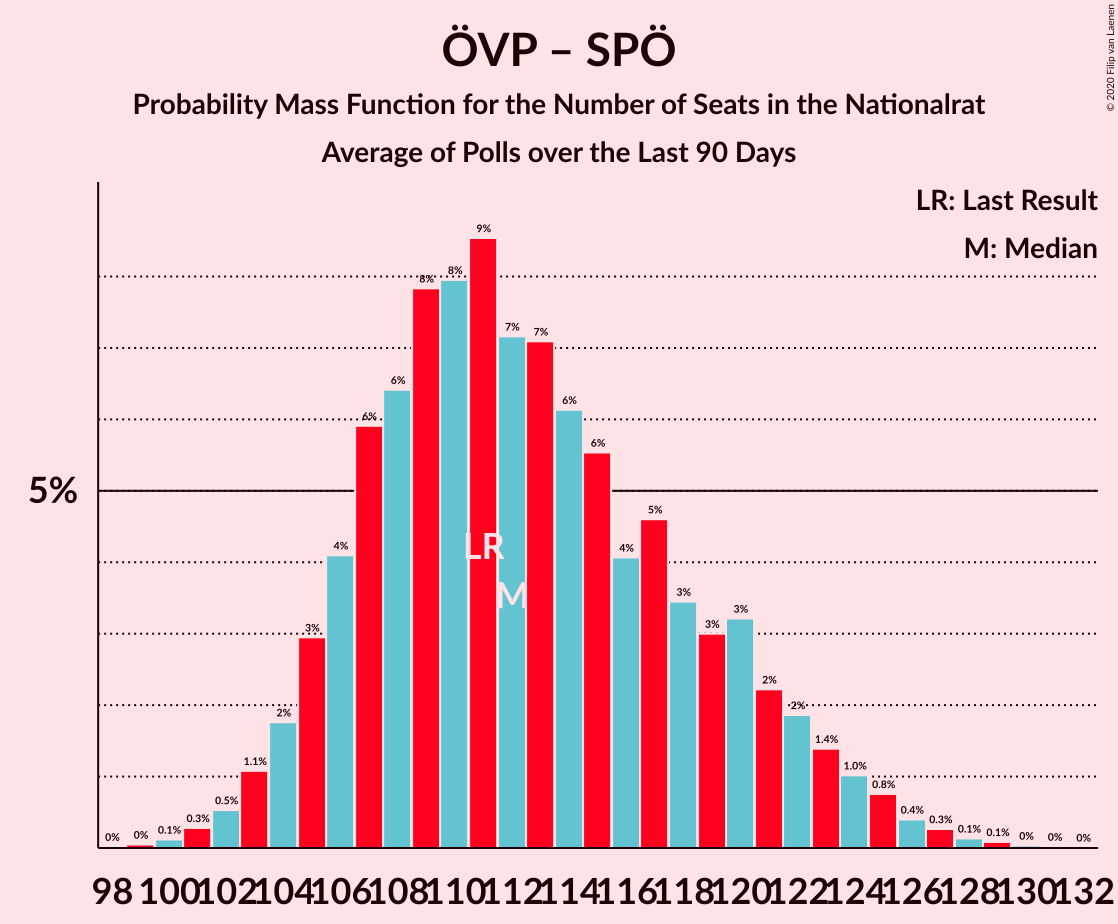 ÖVP – SPÖ
Probability Mass Function for the Number of Seats in the Nationalrat
Average of Polls over the Last 90 Days
© 2020 Filip van Laenen
LR: Last Result
M: Median
5%
0% 0% 0.1% 0.3% 0.5% 1.1% 2% 3% 4% 6% 6% 8% 8% 9% 7% 7% 6% 6% 4% 5% 3% 3% 3% 2% 2% 1.4% 1.0% 0.8% 0.4% 0.3% 0.1% 0.1% 0% 0% 0%
LR
M
98 100 102 104 106 108 110 112 114 116 118 120 122 124 126 128 130 132